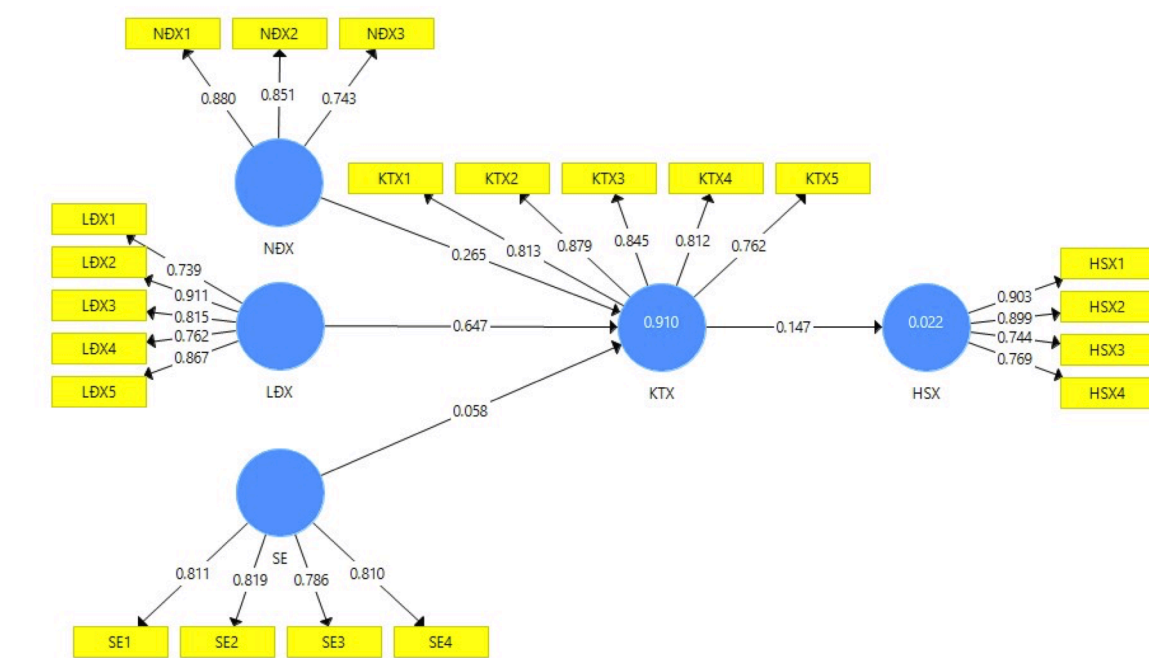 NĐX1 NĐX2 NĐX3
0.880 0.851 0.743
NĐX
KTX1 KTX2 KTX3 KTX4 KTX5
0.813 0.879 0.845 0.812 0.762
LĐX1
LĐX2
LĐX3
LĐX4
LĐX5
0.739
0.911
0.815
0.762
0.867
LĐX
0.265
0.647
0.058
0.910
KTX
0.147
0.022
HSX
0.903
0.899
0.744
0.769
HSX1
HSX2
HSX3
HSX4
SE
0.811 0.819 0.786 0.810
SE1 SE2 SE3 SE4